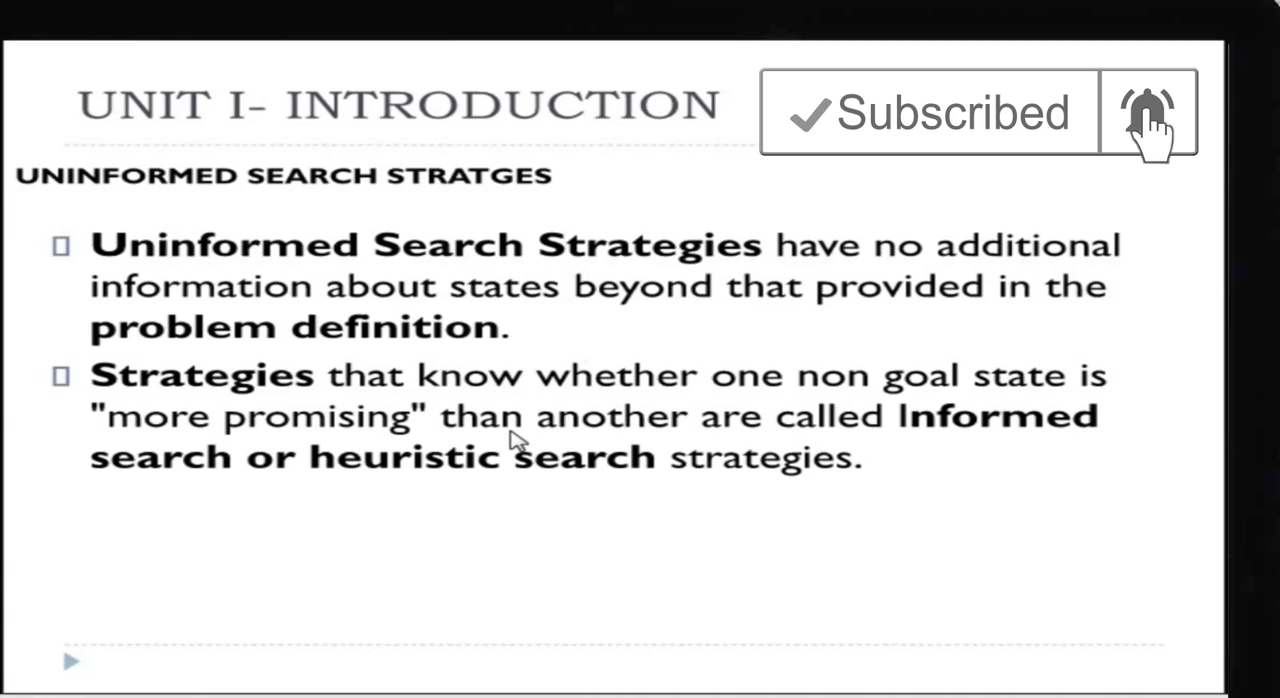 UNIT I- INTRODUCTION
Subscribed
UNINFORMED SEARCH STRATGES
Uninformed Search Strategies have no additional
information about states beyond that provided in the
problem definition.
Strategies that know whether one non goal state is
"more promising" than another are called Informed
search or heuristic search strategies.